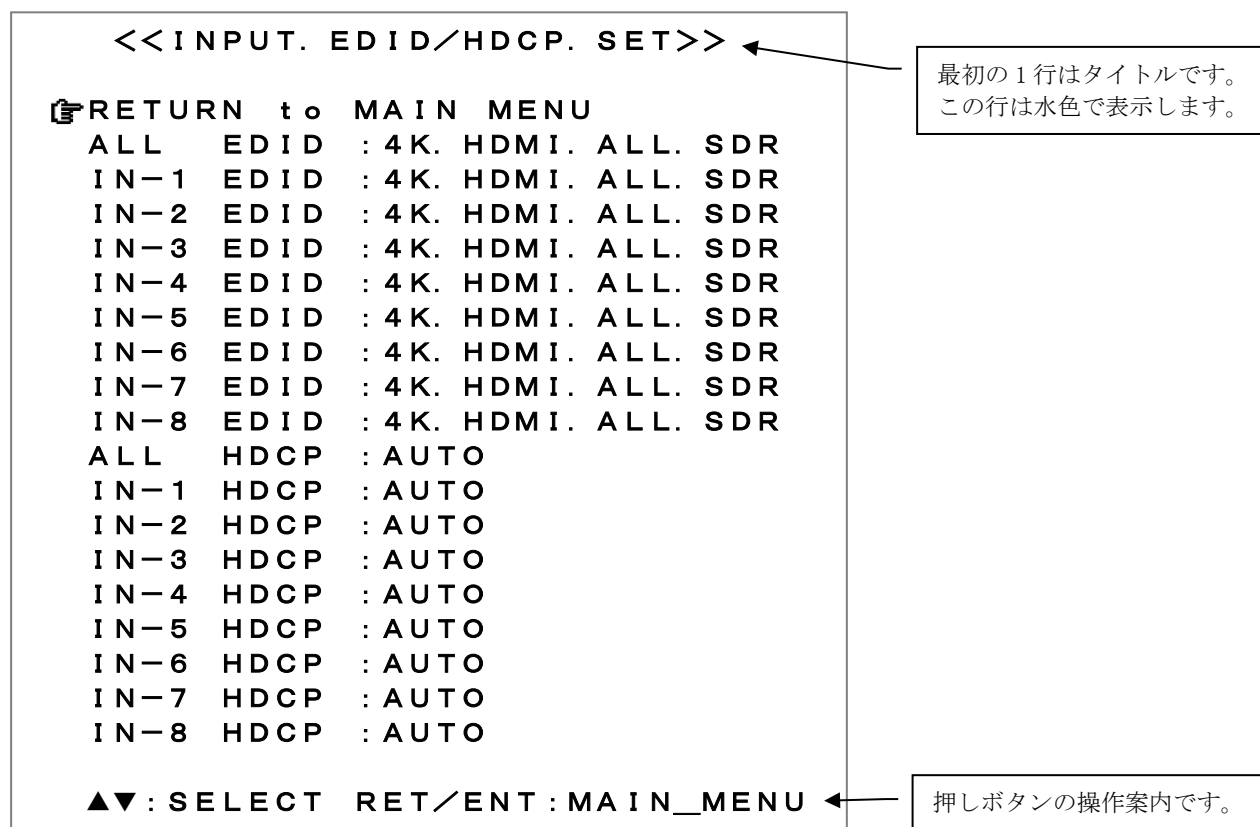 <<INPUT. EDID/HDCP. SET>>
最初の1行はタイトルです。
この行は水色で表示します。
☞RETURN to MAIN MENU
ALL EDID :4K. HDMI. ALL. SDR
IN-1 EDID :4K. HDMI. ALL. SDR
IN-2 EDID :4K. HDMI. ALL. SDR
IN-3 EDID :4K. HDMI. ALL. SDR
IN-4 EDID :4K. HDMI. ALL. SDR
IN-5 EDID :4K. HDMI. ALL. SDR
IN-6 EDID :4K. HDMI. ALL. SDR
IN-7 EDID :4K. HDMI. ALL. SDR
IN-8 EDID :4K. HDMI. ALL. SDR
ALL HDCP :AUTO
IN-1 HDCP :AUTO
IN-2 HDCP :AUTO
IN-3 HDCP :AUTO
IN-4 HDCP :AUTO
IN-5 HDCP :AUTO
IN-6 HDCP :AUTO
IN-7 HDCP :AUTO
IN-8 HDCP :AUTO
▲▼:SELECT RET/ENT:MAIN_MENU
押しボタンの操作案内です。